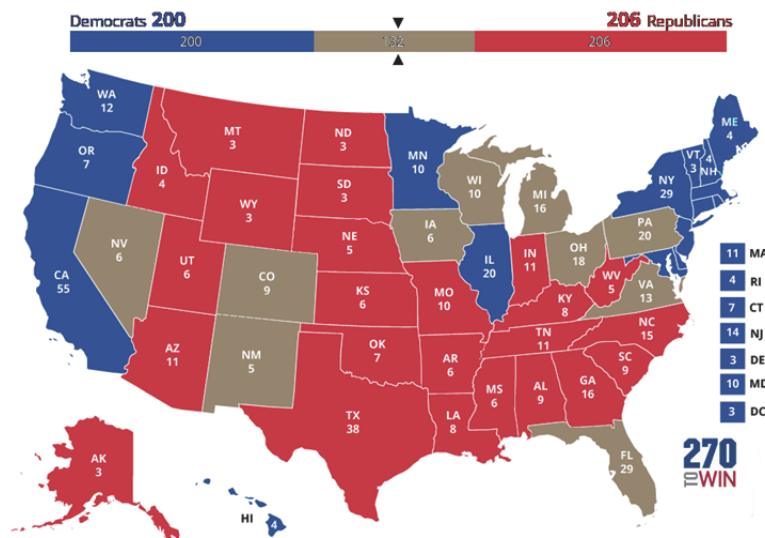 Democrats 200
206 Republicans
200
132
206
WA
12
OR
7
CA
55
NV
6
ID
4
MT
3
WY
3
UT
6
AZ
11
CO
9
NM
5
ND
3
SD
3
NE
5
KS
6
OK
7
TX
38
MN
10
IA
6
MO
10
AR
6
LA
8
WI
10
IL
20
MI
16
IN
11
OH
18
KY
8
TN
11
MS
6
AL
9
GA
16
FL
29
SC
9
NC
15
VA
13
WV
5
PA
20
NY
29
VT
3
4
NH
ME
4
11 MA
4 RI
7 CT
14 NJ
3 DE
10 MD
3 DC
AK
3
HI
4
270
TO WIN